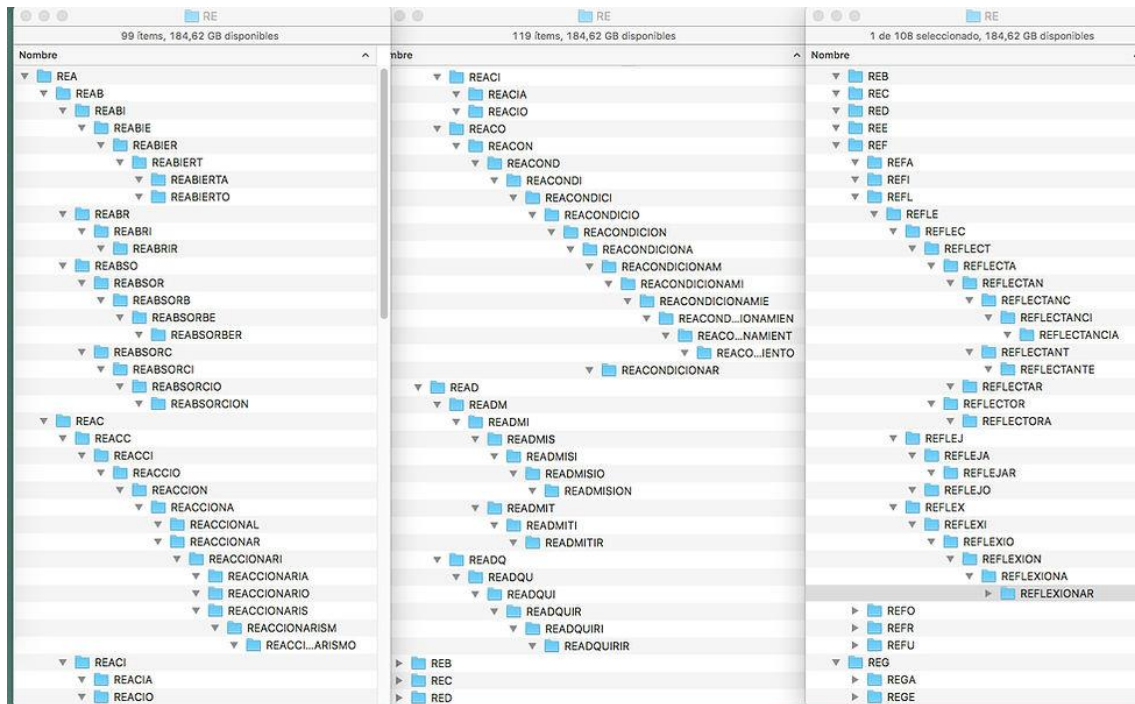 RE
99 ítems, 184,62 GB disponibles
Nombre
REA
REAB
REABI
REABIE
REABIER
REABIERT
REABIERTA
REABIERTO
REABR
REABRI
REABRIR
REABSO
REABSOR
REABSORB
REABSORBE
REABSORBER
REABSORC
REABSORCI
REABSORCIO
REABSORCION
REAC
REACC
REACCI
REACCIO
REACCION
REACCIONA
REACCIONAL
REACCIONAR
REACCIONARI
REACCIONARIA
REACCIONARIO
REACCIONARIS
REACCIONARISM
REACCI...ARISMO
REACI
REACIA
REACIO
RE
119 ítems, 184,62 GB disponibles
mbre
REACI
REACIA
REACIO
REACO
REACON
REACOND
REACONDI
REACONDICI
REACONDICIO
REACONDICION
REACONDICIONA
REACONDICIONAM
REACONDICIONAMI
REACONDICIONAMIE
REACOND...IONAMIEN
REACO...NAMIENT
REACO...IENTO
REACONDICIONAR
READ
READM
READMI
READMIS
READMISI
READMISIO
READMISION
READMIT
READMITI
READMITIR
READQ
READQU
READQUI
READQUIR
READQUIRI
READQUIRIR
REB
REC
RED
RE
1 de 108 seleccionado, 184,62 GB disponibles
Nombre
REB
REC
RED
REE
REF
REFA
REFI
REFL
REFLE
REFLEC
REFLECT
REFLECTA
REFLECTAN
REFLECTANC
REFLECTANCI
REFLECTANCIA
REFLECTANT
REFLECTANTE
REFLECTAR
REFLECTOR
REFLECTORA
REFLEJ
REFLEJA
REFLEJAR
REFLEJO
REFLEX
REFLEXI
REFLEXIO
REFLEXION
REFLEXIONA
REFLEXIONAR
REFO
REFR
REFU
REG
REGA
REGE